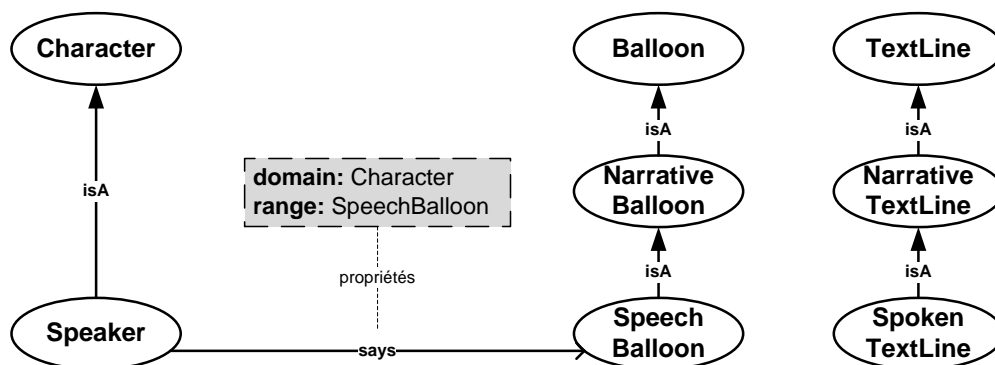 Character
Balloon
TextLine
isA
isA
isA
domain: Character
range: SpeechBalloon
Narrative
Balloon
Narrative
TextLine
propriétés
isA
isA
Speaker
says
Speech
Balloon
Spoken
TextLine